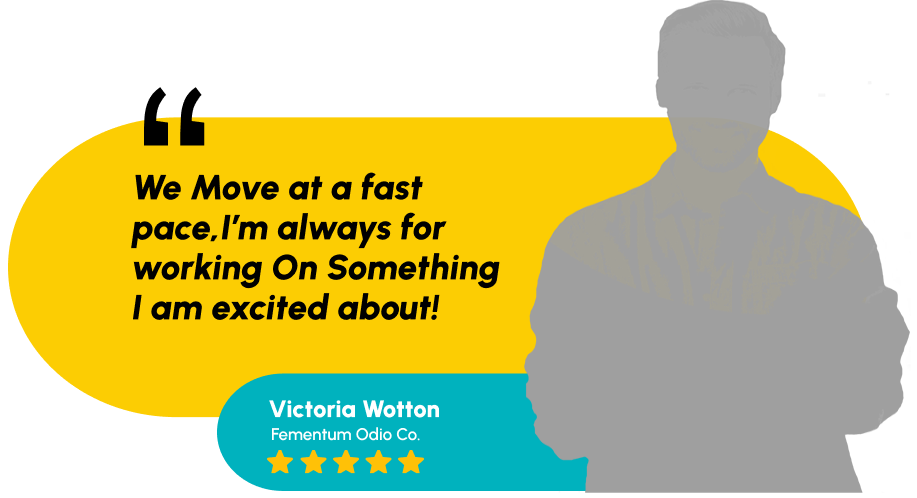 “
We Move at a fast
pace,I’m always for
working On Something
I am excited about!
Victoria Wotton
Fementum Odio Co.